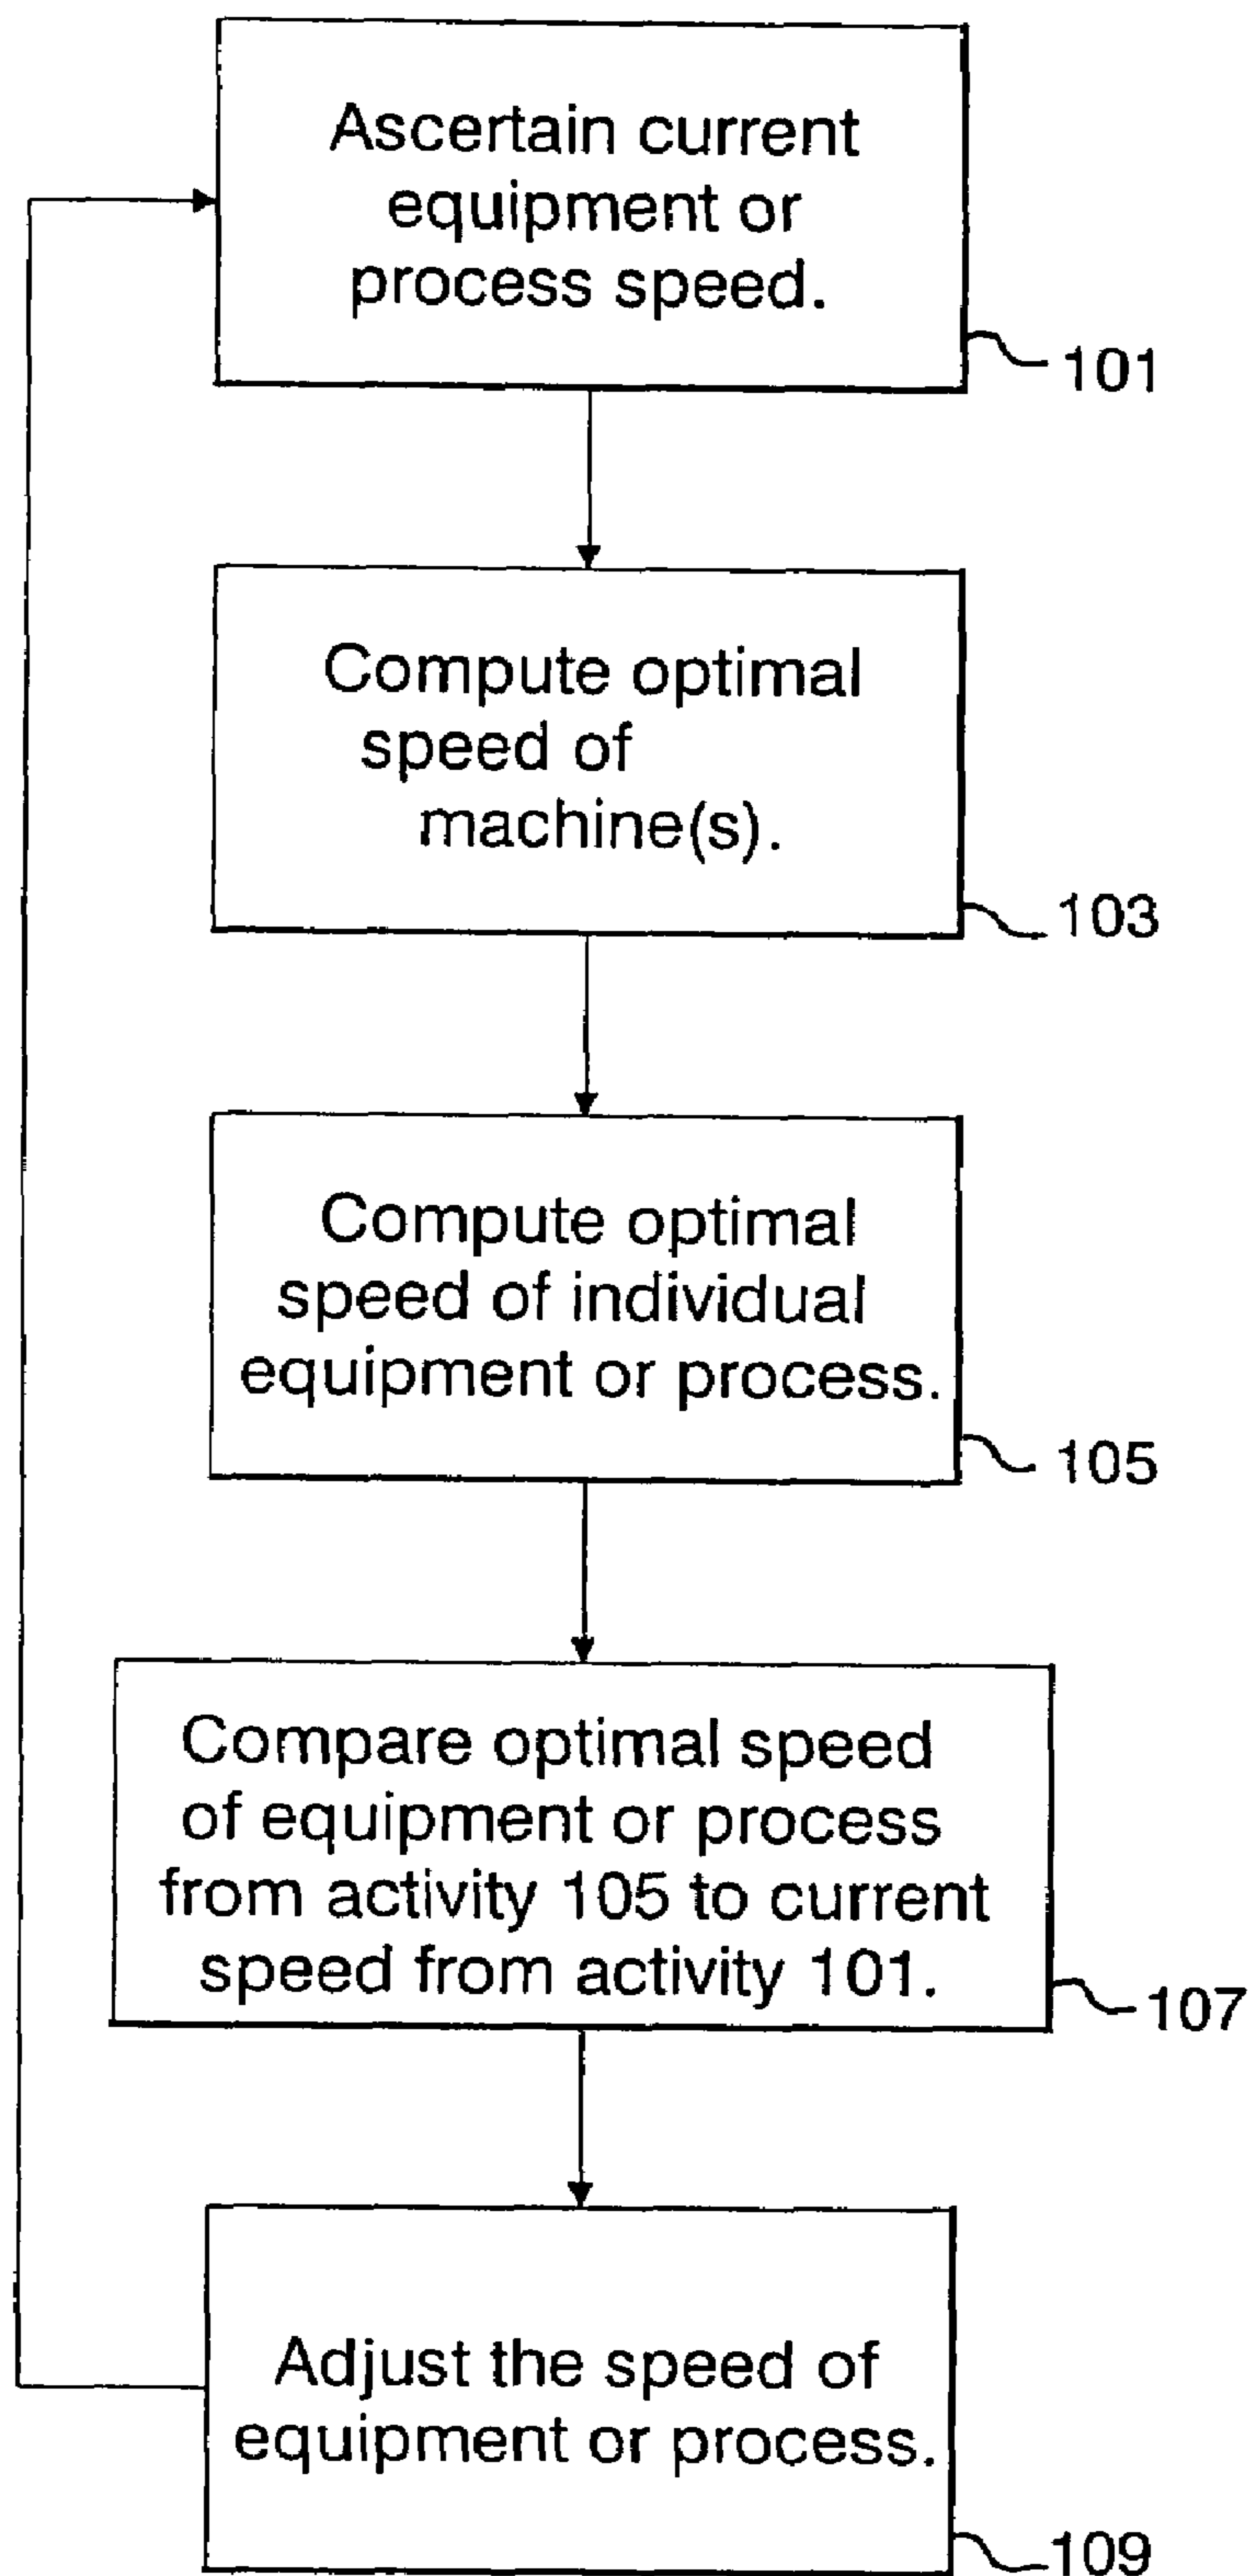 Ascertain current
equipment or
process speed.
101
Compute optimal
speed of
machine(s).
103
Compute optimal
speed of individual
equipment or process.
105
Compare optimal speed
of equipment or process
from activity 105 to current
speed from activity 101.
107
Adjust the speed of
equipment or process.
109